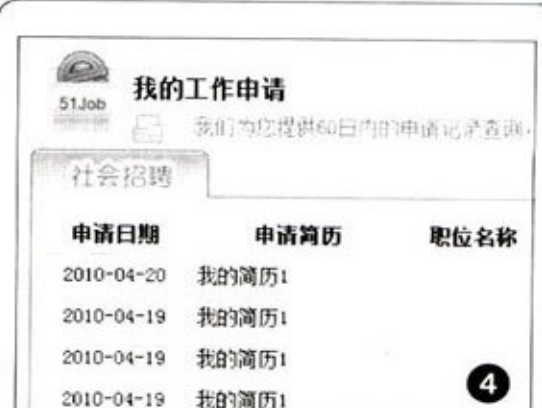 51Job
我的工作申请
我们为您提供60日内的申请记录查询,
社会招聘
申请日期 申请简历 职位名称
2010-04-20 我的简历1
2010-04-19 我的简历1
2010-04-19 我的简历1
2010-04-19 我的简历1
4